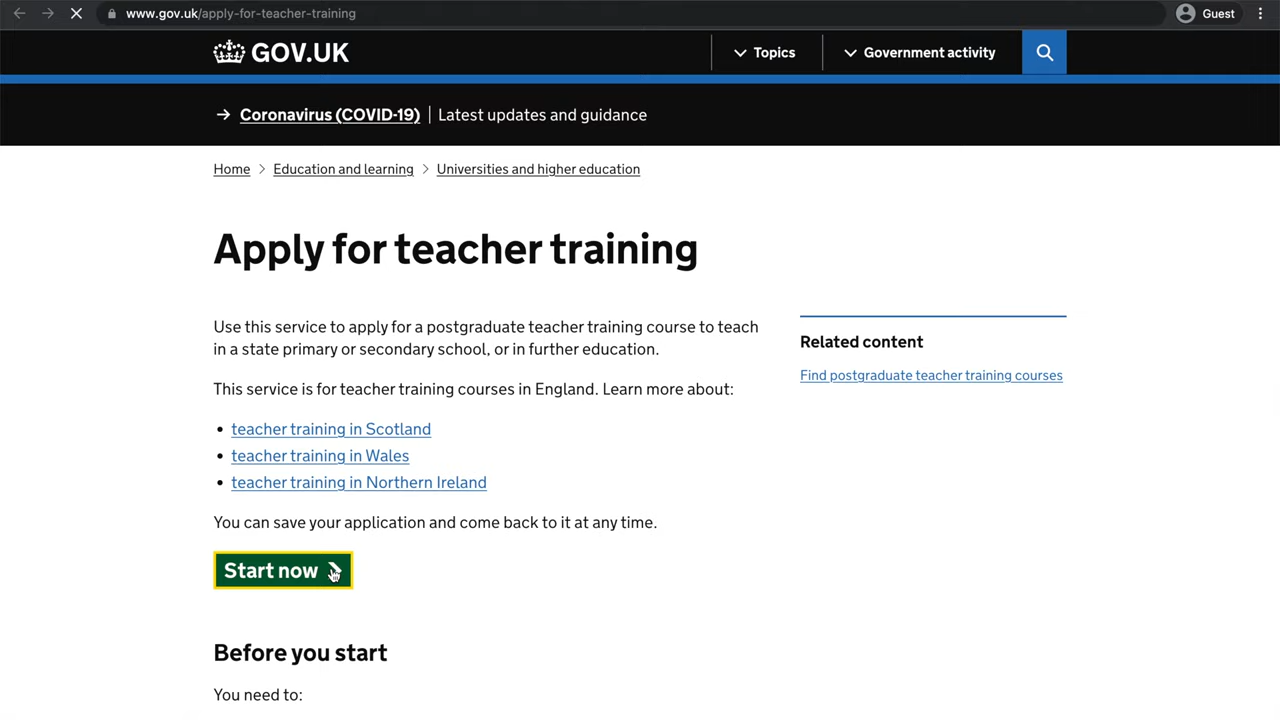 www.gov.uk/apply-for-teacher-training
Guest
GOV.UK
Topics
Government activity
Coronavirus (COVID-19)
Latest updates and guidance
Home
Education and learning
Universities and higher education
Apply for teacher training
Use this service to apply for a postgraduate teacher training course to teach
in a state primary or secondary school, or in further education.
Related content
Find postgraduate teacher training courses
This service is for teacher training courses in England. Learn more about:
• teacher training in Scotland
• teacher training in Wales
• teacher training in Northern Ireland
You can save your application and come back to it at any time.
Start now
Before you start
You need to: